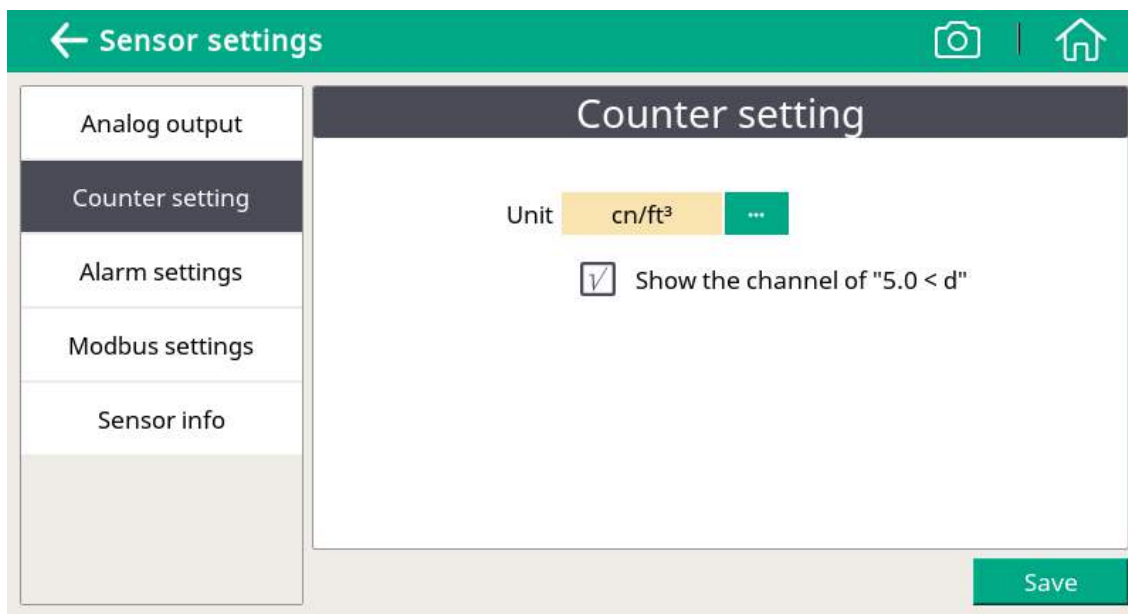 Sensor settings
Analog output
Counter setting
Alarm settings
Modbus settings
Sensor info
Counter setting
Unit cn/ft³ ...
Show the channel of "5.0 < d"
Save